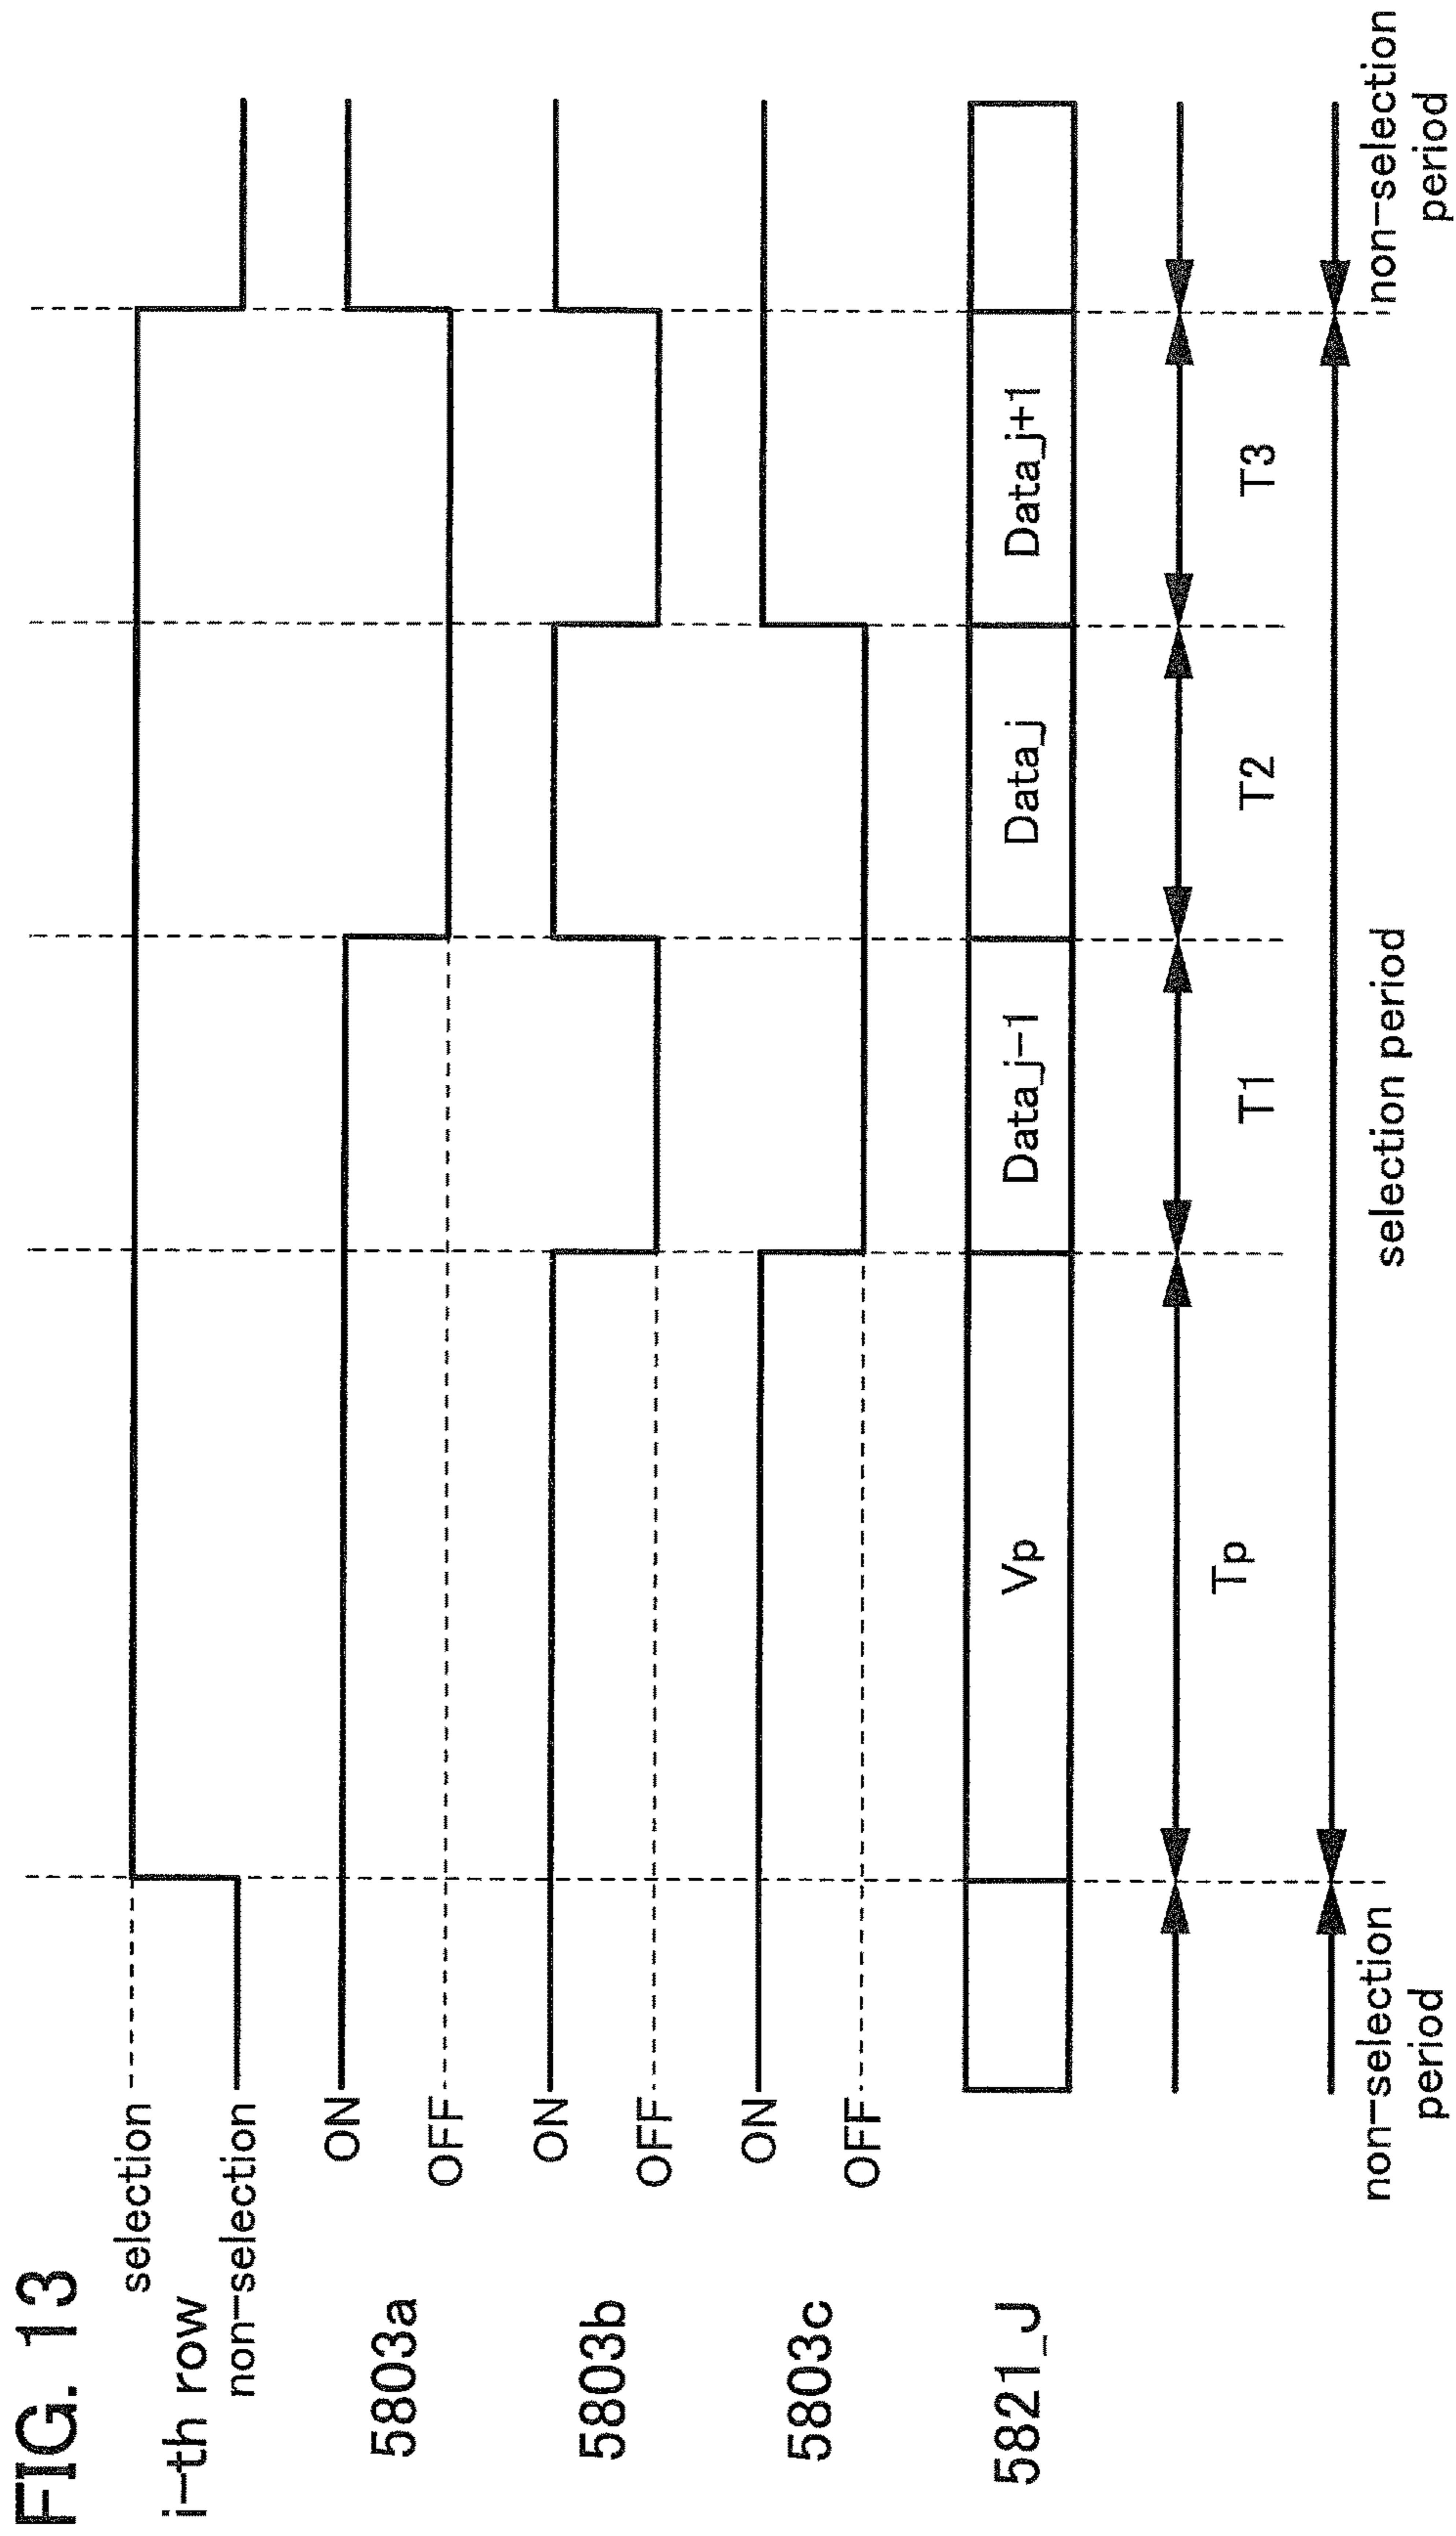 FIG. 13
selection
i-th row
non-selection
ON
5803a
OFF
ON
5803b
OFF
ON
5803c
OFF
5821_J
Vp
Data_j-1
Data_j
Data_j+1
Tp
T1
T2
T3
non-selection
period
selection period
non-selection
period